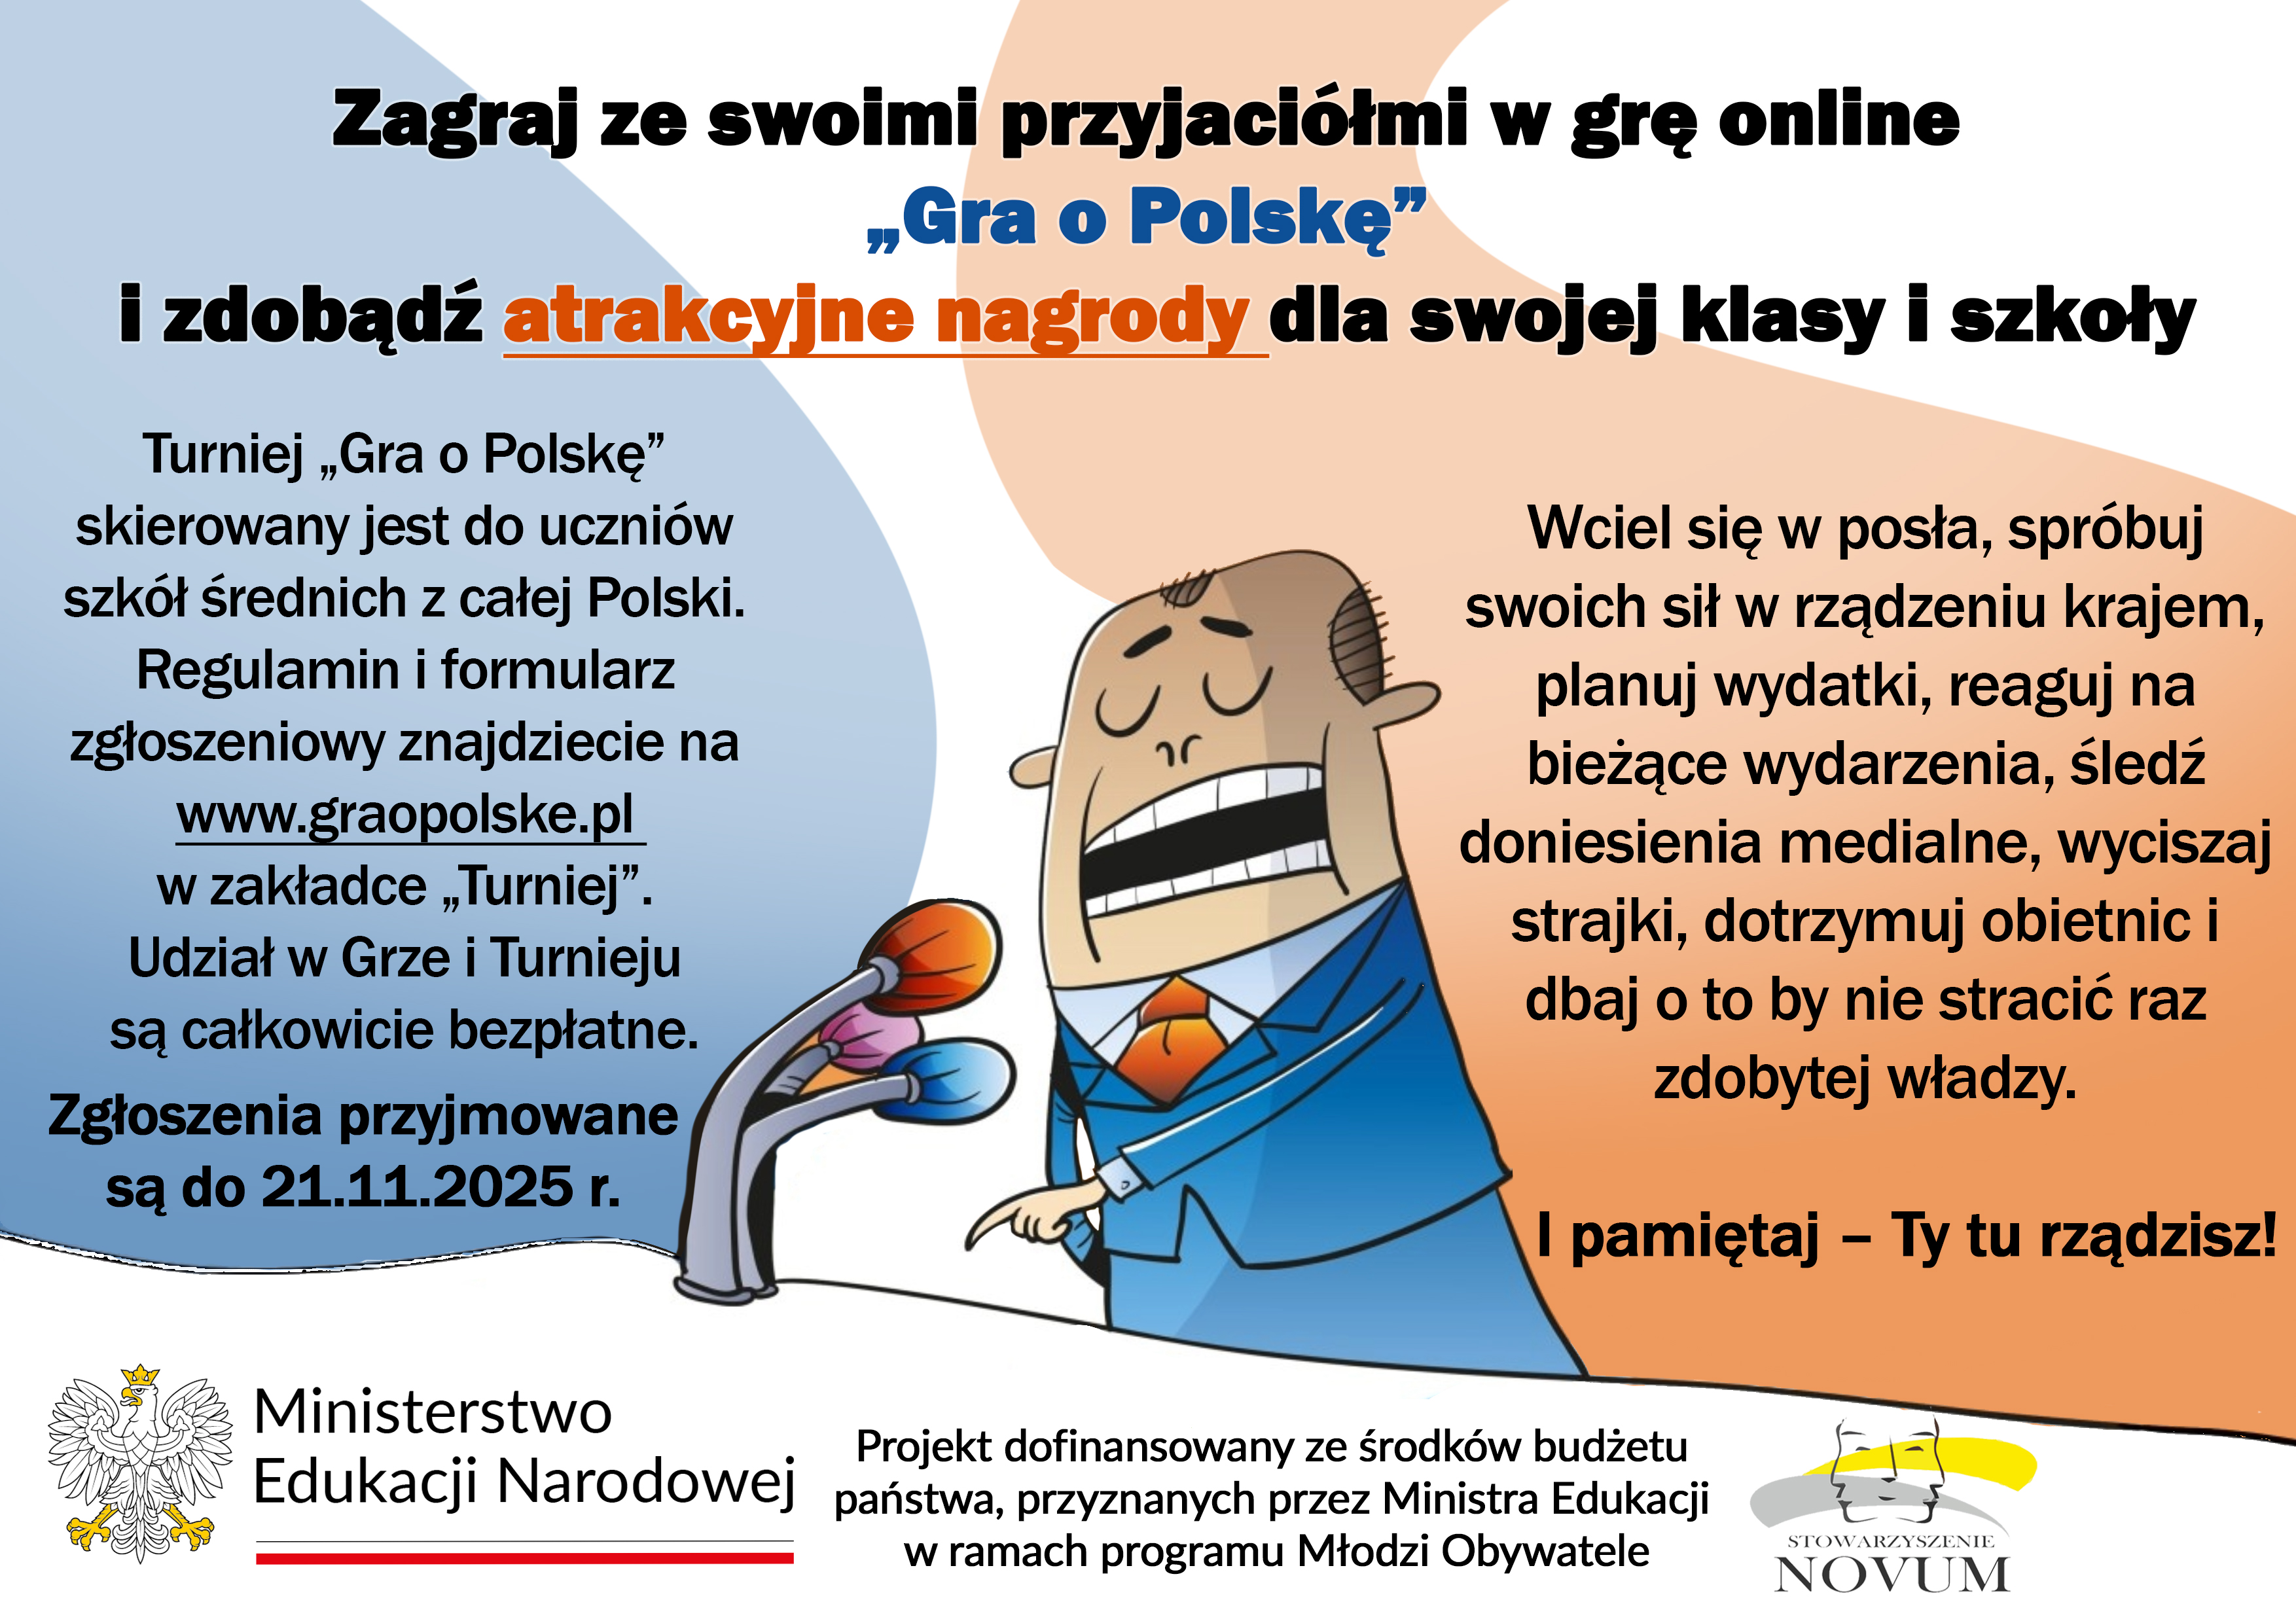 Zagraj ze swoimi przyjaciółmi w grę online
„Gra o Polskę”
i zdobądź atrakcyjne nagrody dla swojej klasy i szkoły
Turniej „Gra o Polskę”
skierowany jest do uczniów
szkół średnich z całej Polski.
Regulamin i formularz
zgłoszeniowy znajdziecie na
www.graopolske.pl
w zakładce „Turniej”.
Udział w Grze i Turnieju
są całkowicie bezpłatne.
Zgłoszenia przyjmowane
są do 21.11.2025 r.
Wciel się w posła, spróbuj
swoich sił w rządzeniu krajem,
planuj wydatki, reaguj na
bieżące wydarzenia, śledź
doniesienia medialne, wyciszaj
strajki, dotrzymuj obietnic i
dbaj o to by nie stracić raz
zdobytej władzy.
I pamiętaj – Ty tu rządzisz!
Ministerstwo
Edukacji Narodowej
Projekt dofinansowany ze środków budżetu
państwa, przyznanych przez Ministra Edukacji
w ramach programu Młodzi Obywatele
STOWARZYSZENIE
NOVUM